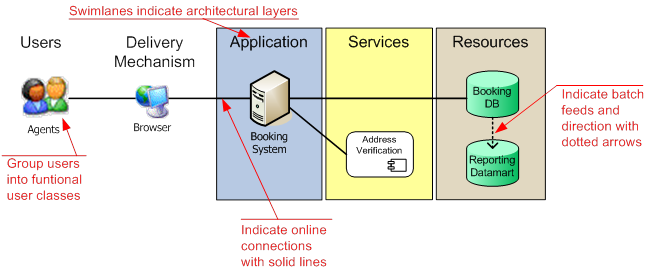 Swimlanes indicate architectural layers
Users
Delivery
Mechanism
Application
Services
Resources
Agents
Browser
Booking
System
Address
Verification
Booking
DB
Reporting
Datamart
Indicate batch
feeds and
direction with
dotted arrows
Group users
into funtional
user classes
Indicate online
connections
with solid lines